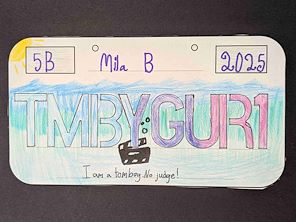 5B Mila B 2025
TMBYGUR1
I am a tomboy. No judge!